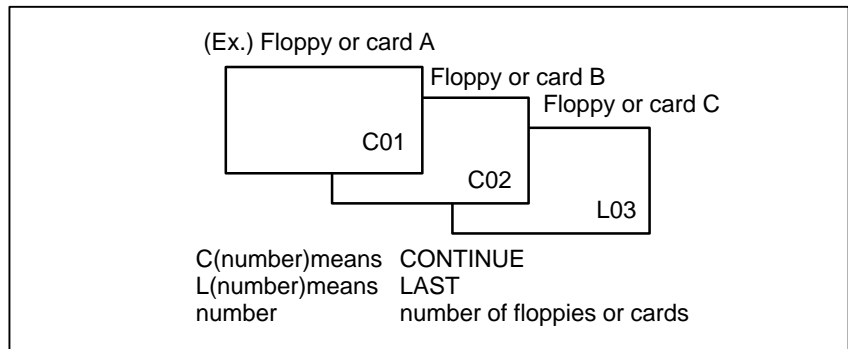 (Ex.) Floppy or card A
Floppy or card B
Floppy or card C
C01
C02
L03
C(number)means CONTINUE
L(number)means LAST
number number of floppies or cards